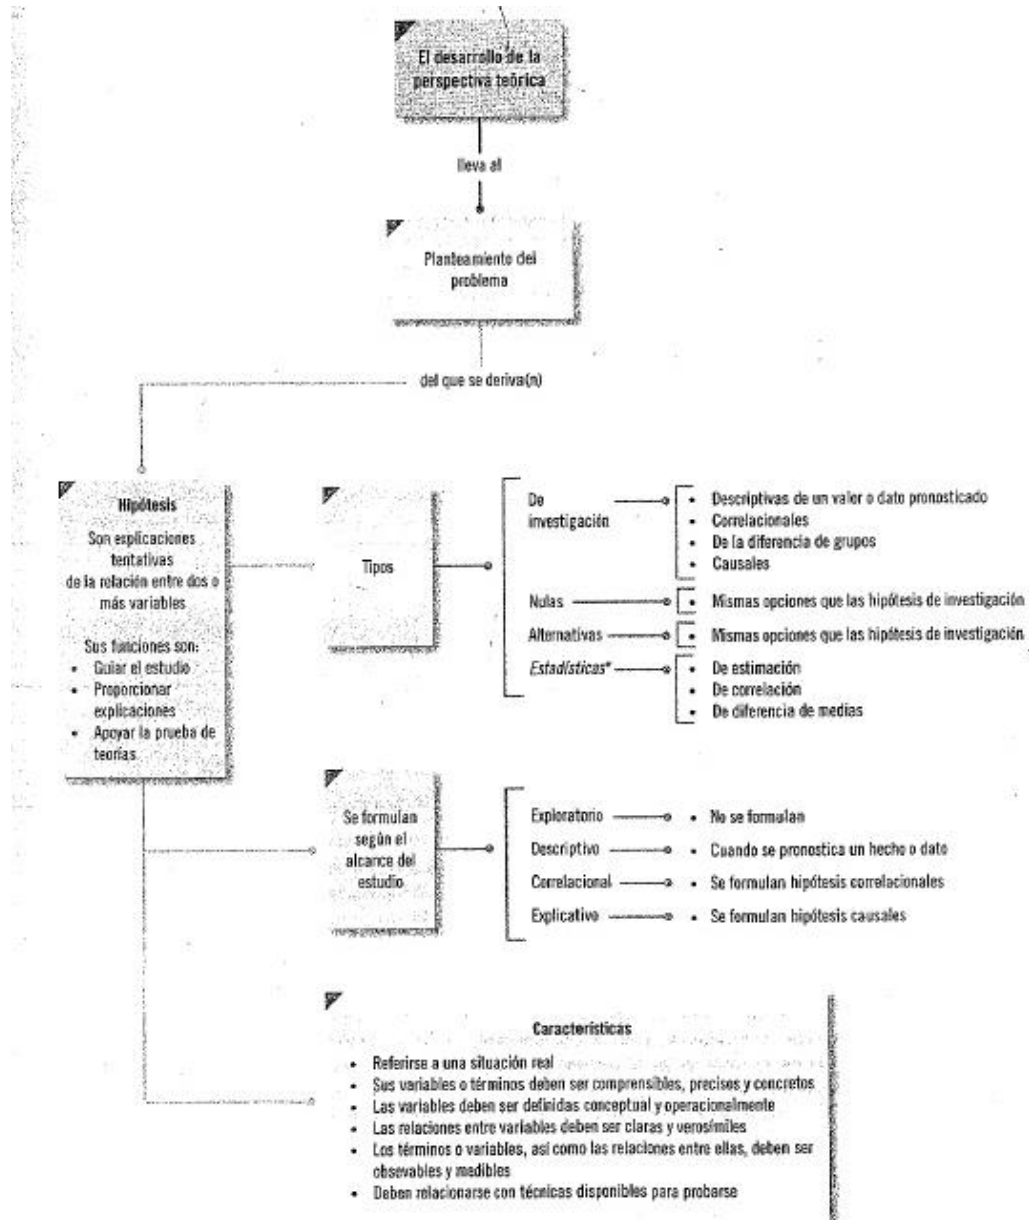 El desarrollo de la
perspectiva teórica
lleva al
Planteamiento del
problema
del que se deriva(n)
Hipótesis
Son explicaciones
tentativas
de la relación entre dos o
más variables
Sus funciones son:
• Guiar el estudio
• Proporcionar
explicaciones
• Apoyar la prueba de
teorías
Tipos
De
investigación
• Descriptivas de un valor o dato pronosticado
• Correlacionales
• De la diferencia de grupos
• Causales
Nulas
• Mismas opciones que las hipótesis de investigación
Alternativas
• Mismas opciones que las hipótesis de investigación
Estadísticas*
• De estimación
• De correlación
• De diferencia de medias
Se formulan
según el
alcance del
estudio
Exploratorio
• No se formulan
Descriptivo
• Cuando se pronostica un hecho o dato
Correlacional
• Se formulan hipótesis correlacionales
Explicativo
• Se formulan hipótesis causales
Características
• Referirse a una situación real
• Sus variables o términos deben ser comprensibles, precisos y concretos
• Las variables deben ser definidas conceptual y operacionalmente
• Las relaciones entre variables deben ser claras y verosímiles
• Los términos o variables, así como las relaciones entre ellas, deben ser
obsevables y medibles
• Deben relacionarse con técnicas disponibles para probarse